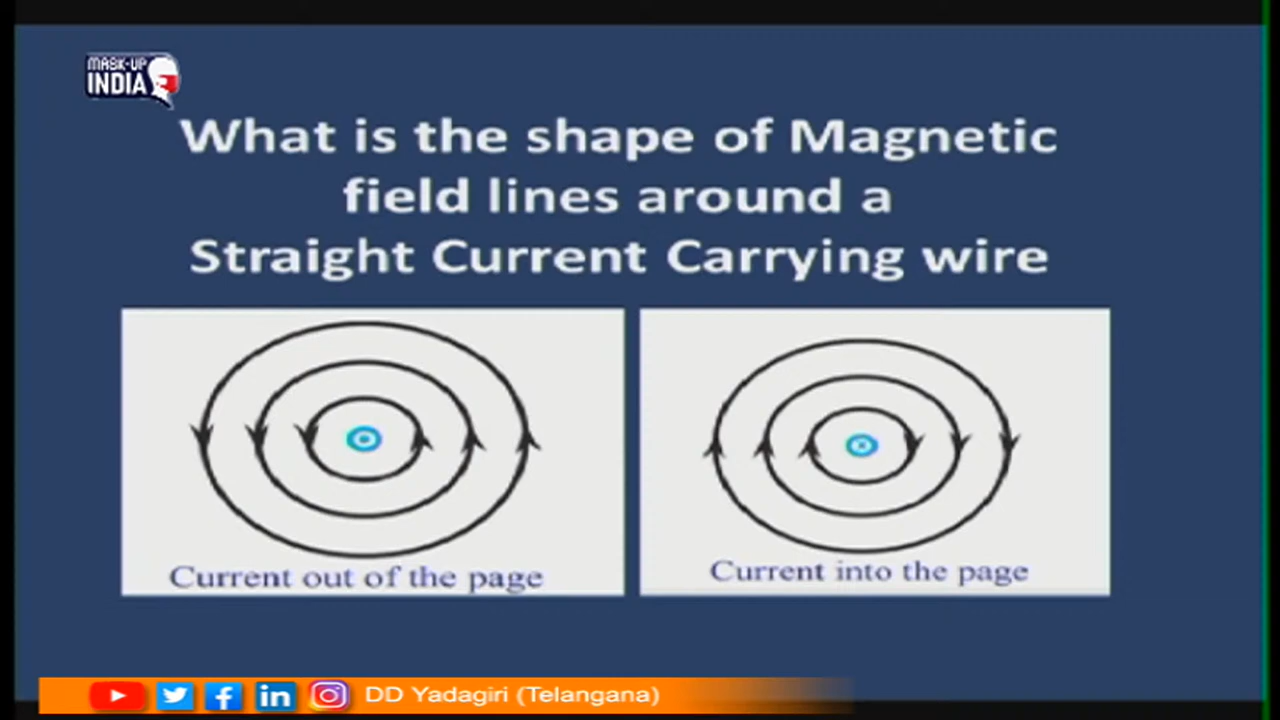 MASK-UP
INDIA
What is the shape of Magnetic
field lines around a
Straight Current Carrying wire
Current out of the page
Current into the page
DD Yadagiri (Telangana)